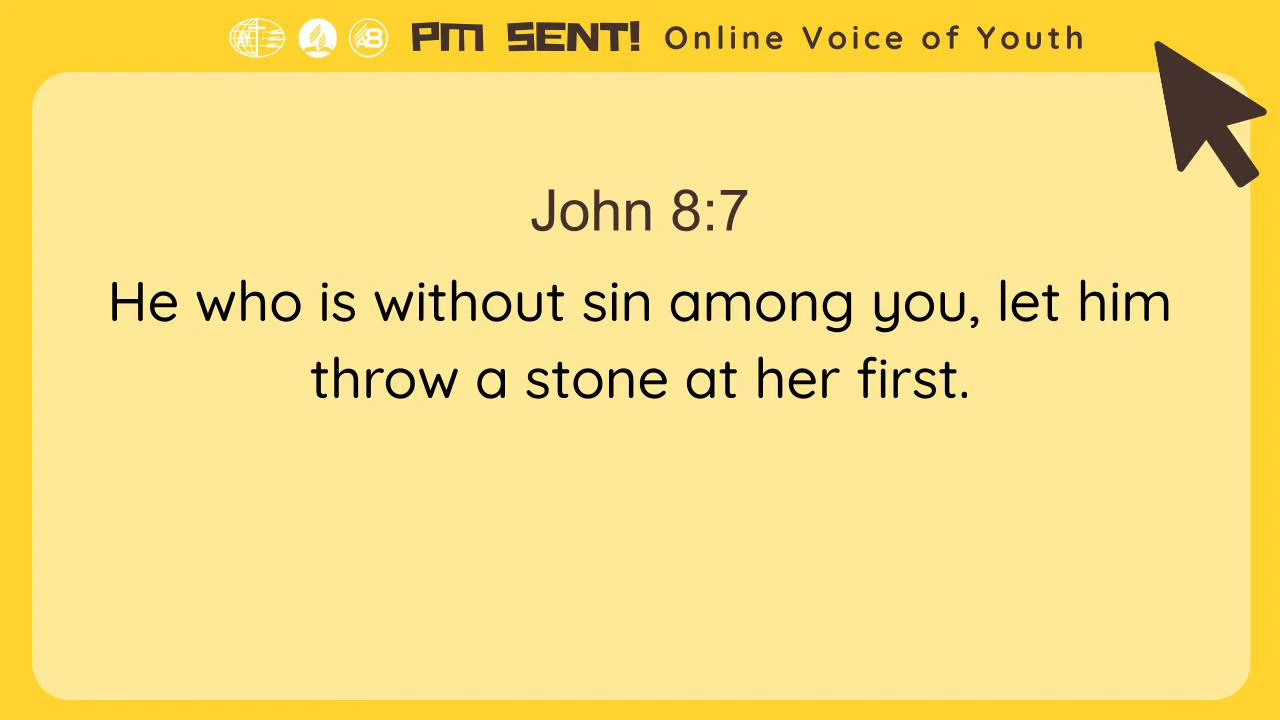 PM SENT! Online Voice of Youth
John 8:7
He who is without sin among you, let him
throw a stone at her first.